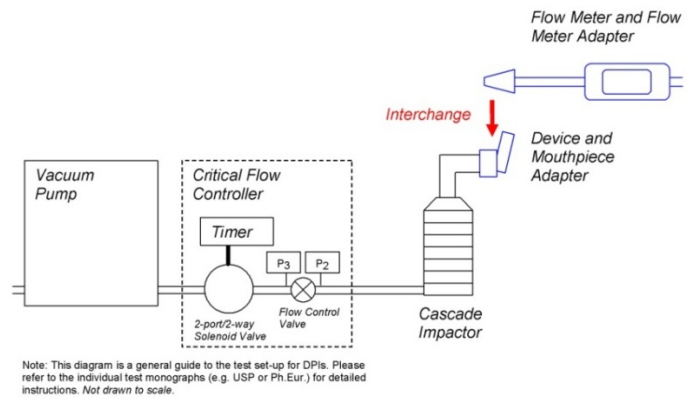 Flow Meter and Flow
Meter Adapter
Interchange
Device and
Mouthpiece
Adapter
Vacuum
Pump
Critical Flow
Controller
Timer
P3
P2
Flow Control
Valve
2-port/2-way
Solenoid Valve
Cascade
Impactor
Note: This diagram is a general guide to the test set-up for DPIs. Please
refer to the individual test monographs (e.g. USP or Ph.Eur.) for detailed
instructions. Not drawn to scale.